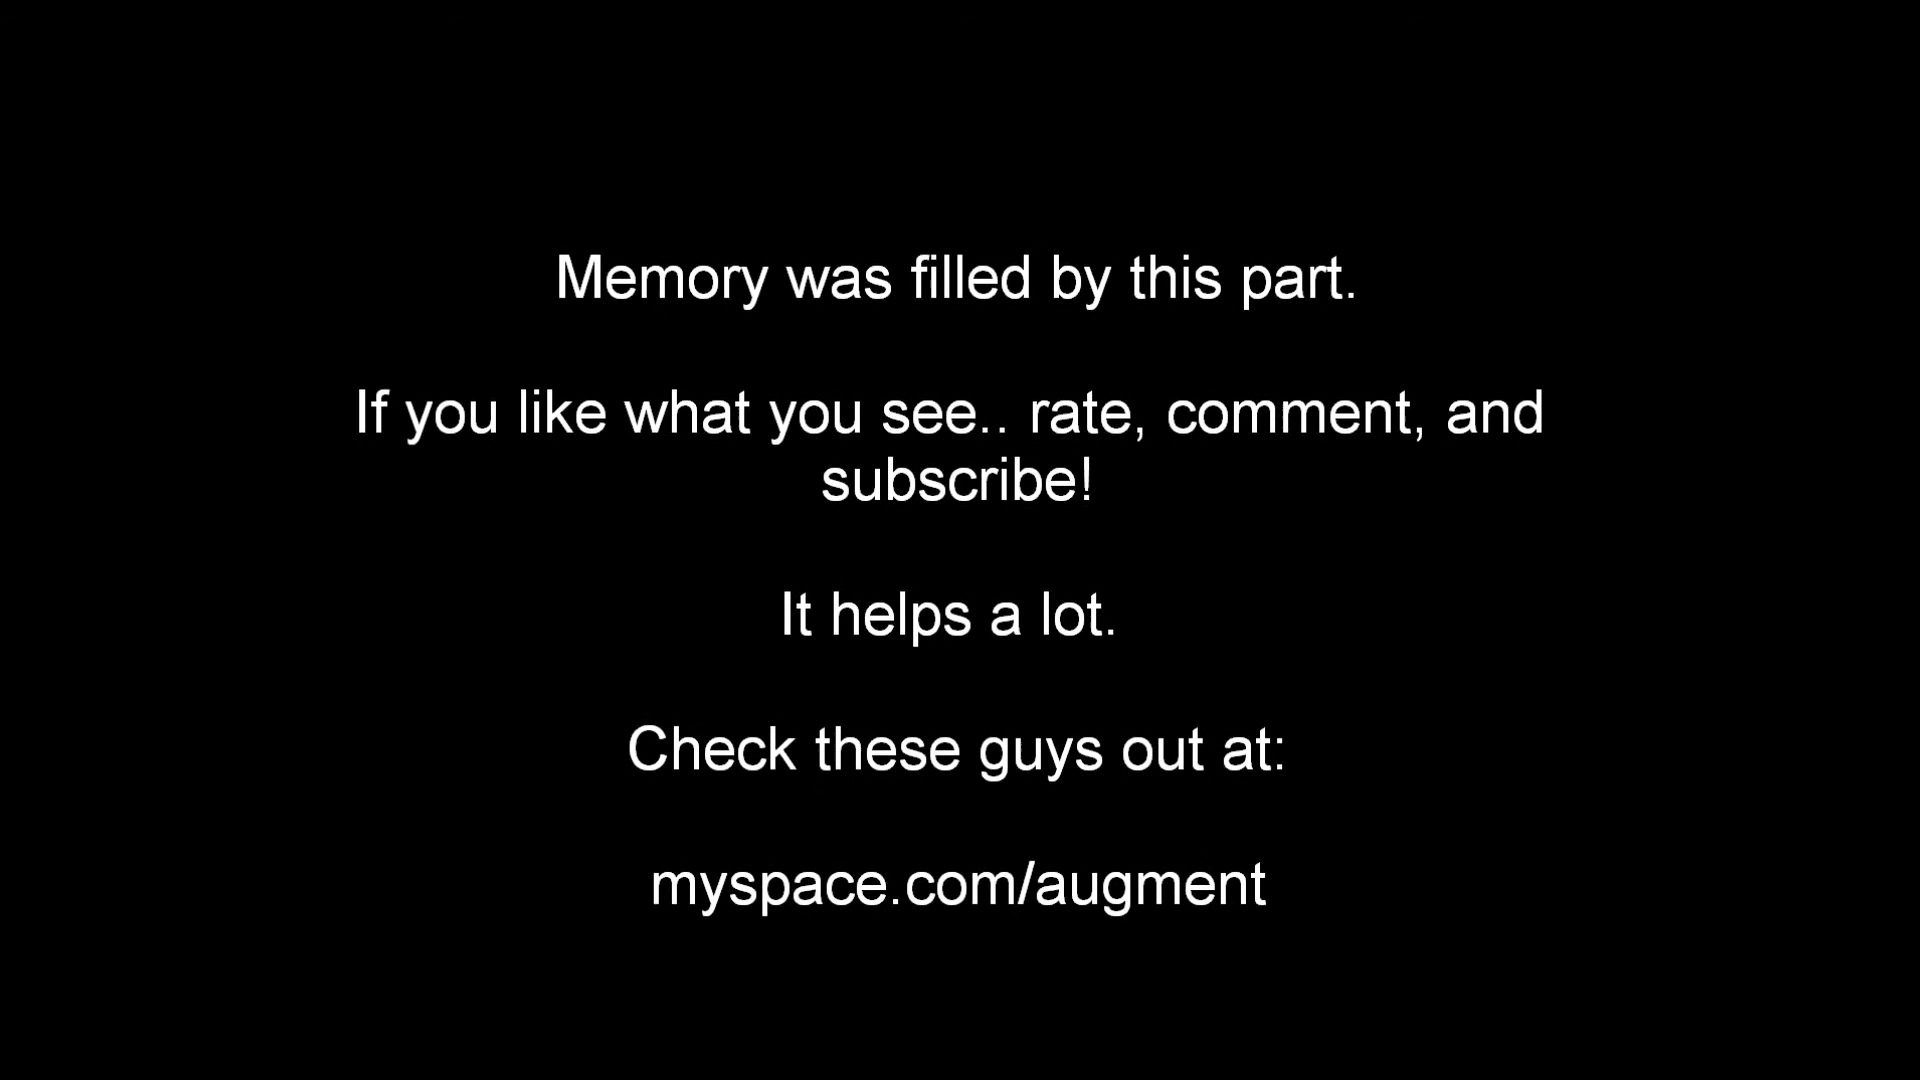 Memory was filled by this part.
If you like what you see.. rate, comment, and
subscribe!
It helps a lot.
Check these guys out at:
myspace.com/augment